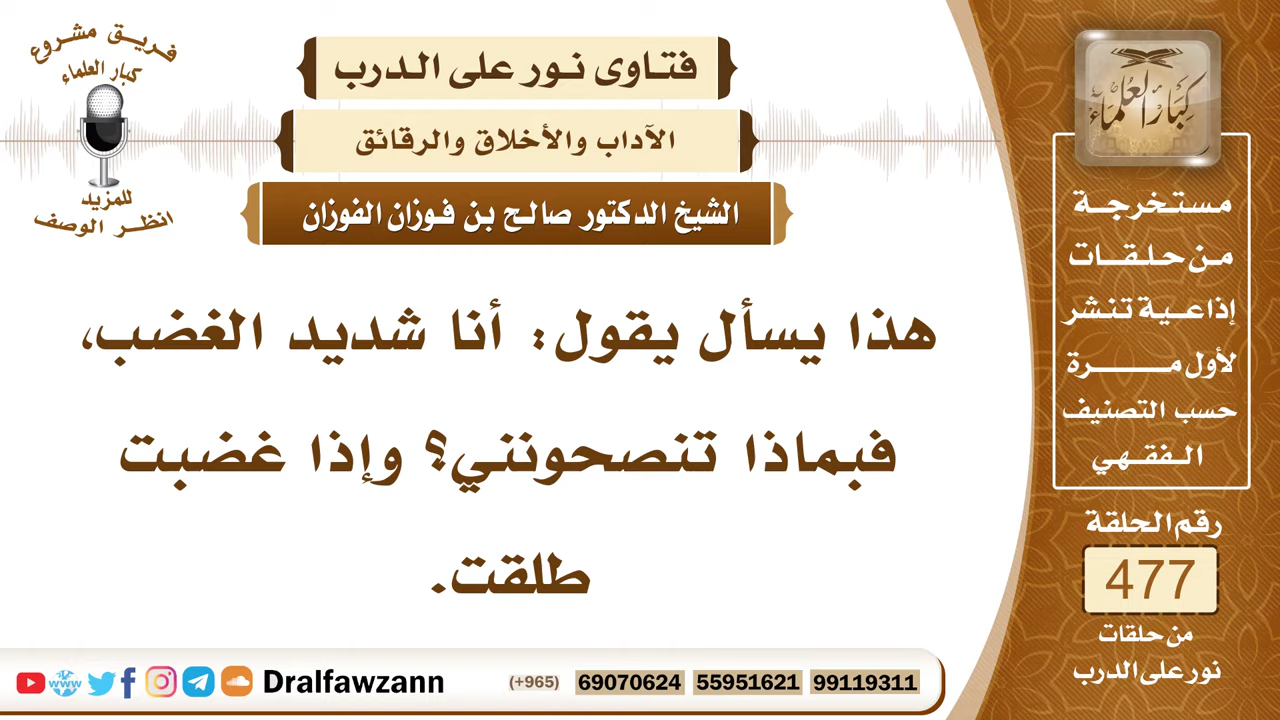 فريق مشروع
كبار العلماء
للمزيد
انظر الوصف
فتاوى نور على الدرب
الآداب والأخلاق والرقائق
الشيخ الدكتور صالح بن فوزان الفوزان
هذا يسأل يقول: أنا شديد الغضب،
فبماذا تنصحونني؟ وإذا غضبت
طلقت.
كبار العلماء
مستخرجة
من حلقات
إذاعية تنشر
لأول مرة
حسب التصنيف
الفقهي
رقم الحلقة
477
من حلقات
نور على الدرب
www Dralfawzann (+965) 69070624 55951621 99119311